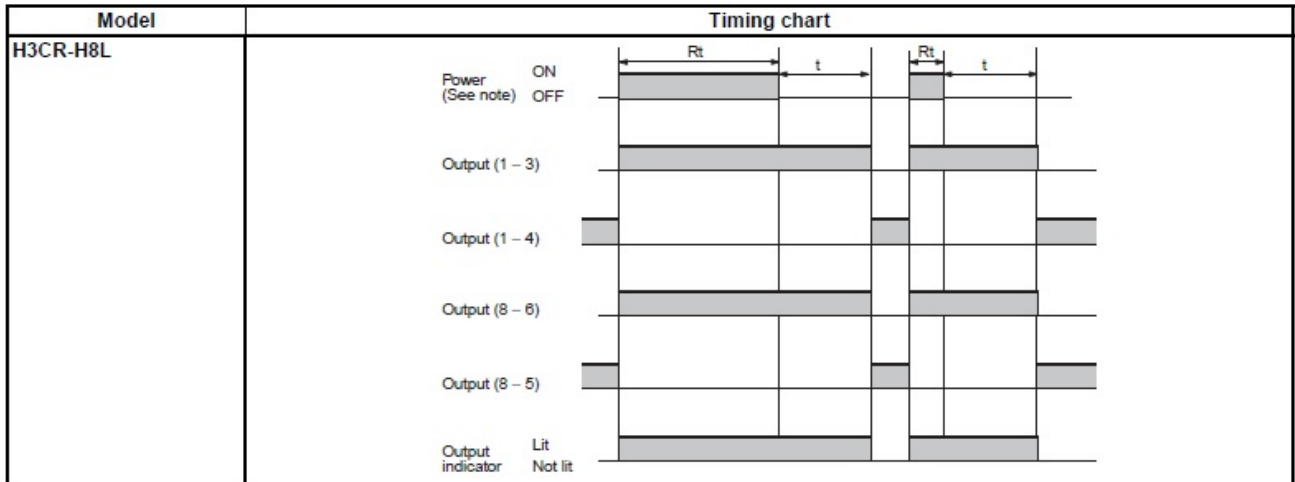 Model Timing chart
H3CR-H8L
Rt t Rt t
Power ON
(See note) OFF
Output (1 – 3)
Output (1 – 4)
Output (8 – 6)
Output (8 – 5)
Output Lit
indicator Not lit